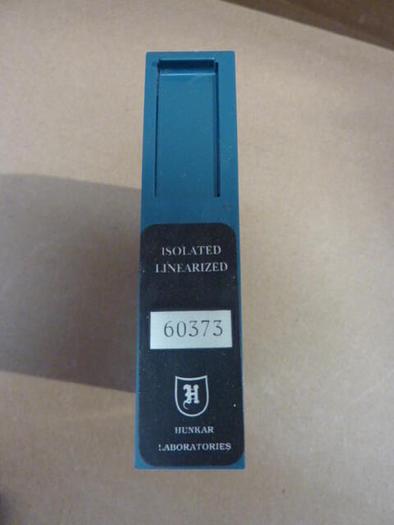 ISOLATED
LINEARIZED
60373
H
HUNKAR
LABORATORIES